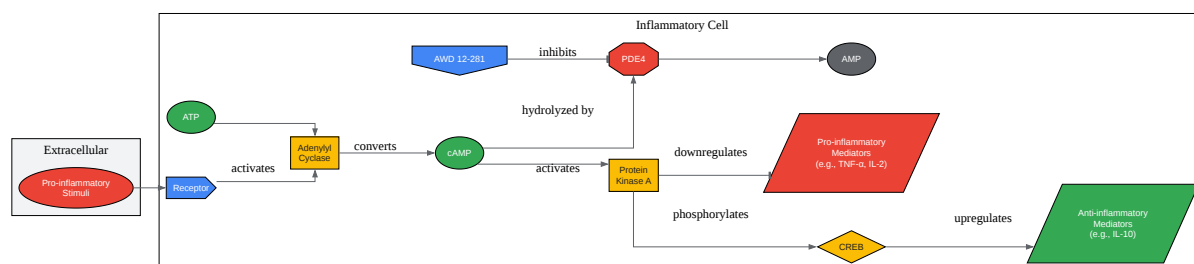 Inflammatory Cell
AWD 12-281
inhibits
PDE4
AMP
hydrolyzed by
ATP
Extracellular
Pro-inflammatory
Stimuli
Receptor
activates
Adenylyl
Cyclase
converts
cAMP
activates
Protein
Kinase A
downregulates
Pro-inflammatory
Mediators
(e.g., TNF-α, IL-2)
phosphorylates
CREB
upregulates
Anti-inflammatory
Mediators
(e.g., IL-10)